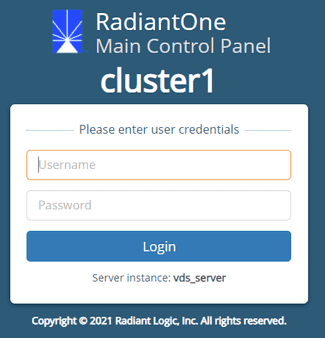 RadiantOne
Main Control Panel
cluster1
Please enter user credentials
Username
Password
Login
Server instance: vds_server
Copyright © 2021 Radiant Logic, Inc. All rights reserved.